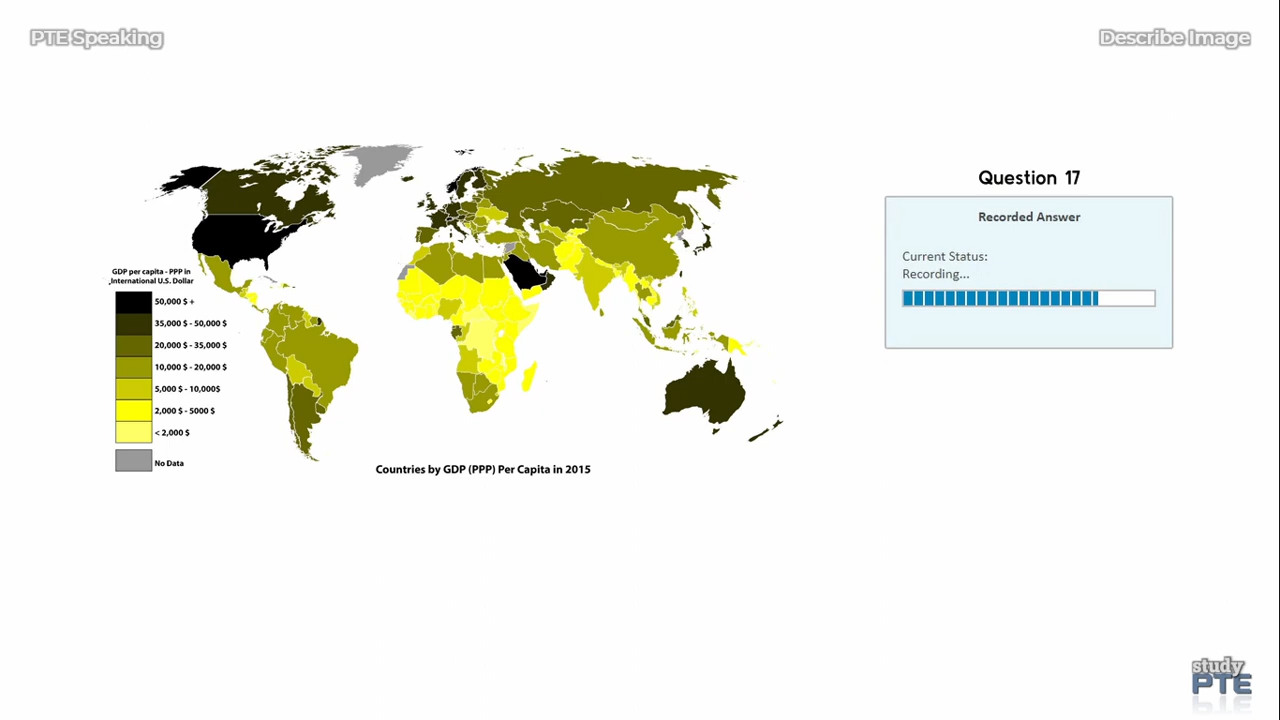 PTE Speaking
Describe Image
Question 17
Recorded Answer
Current Status:
Recording...
GDP per capita - PPP in
International U.S. Dollar
50,000 $ +
35,000 $ - 50,000 $
20,000 $ - 35,000 $
10,000 $ - 20,000 $
5,000 $ - 10,000$
2,000 $ - 5000 $
< 2,000 $
No Data
Countries by GDP (PPP) Per Capita in 2015
study
PTE